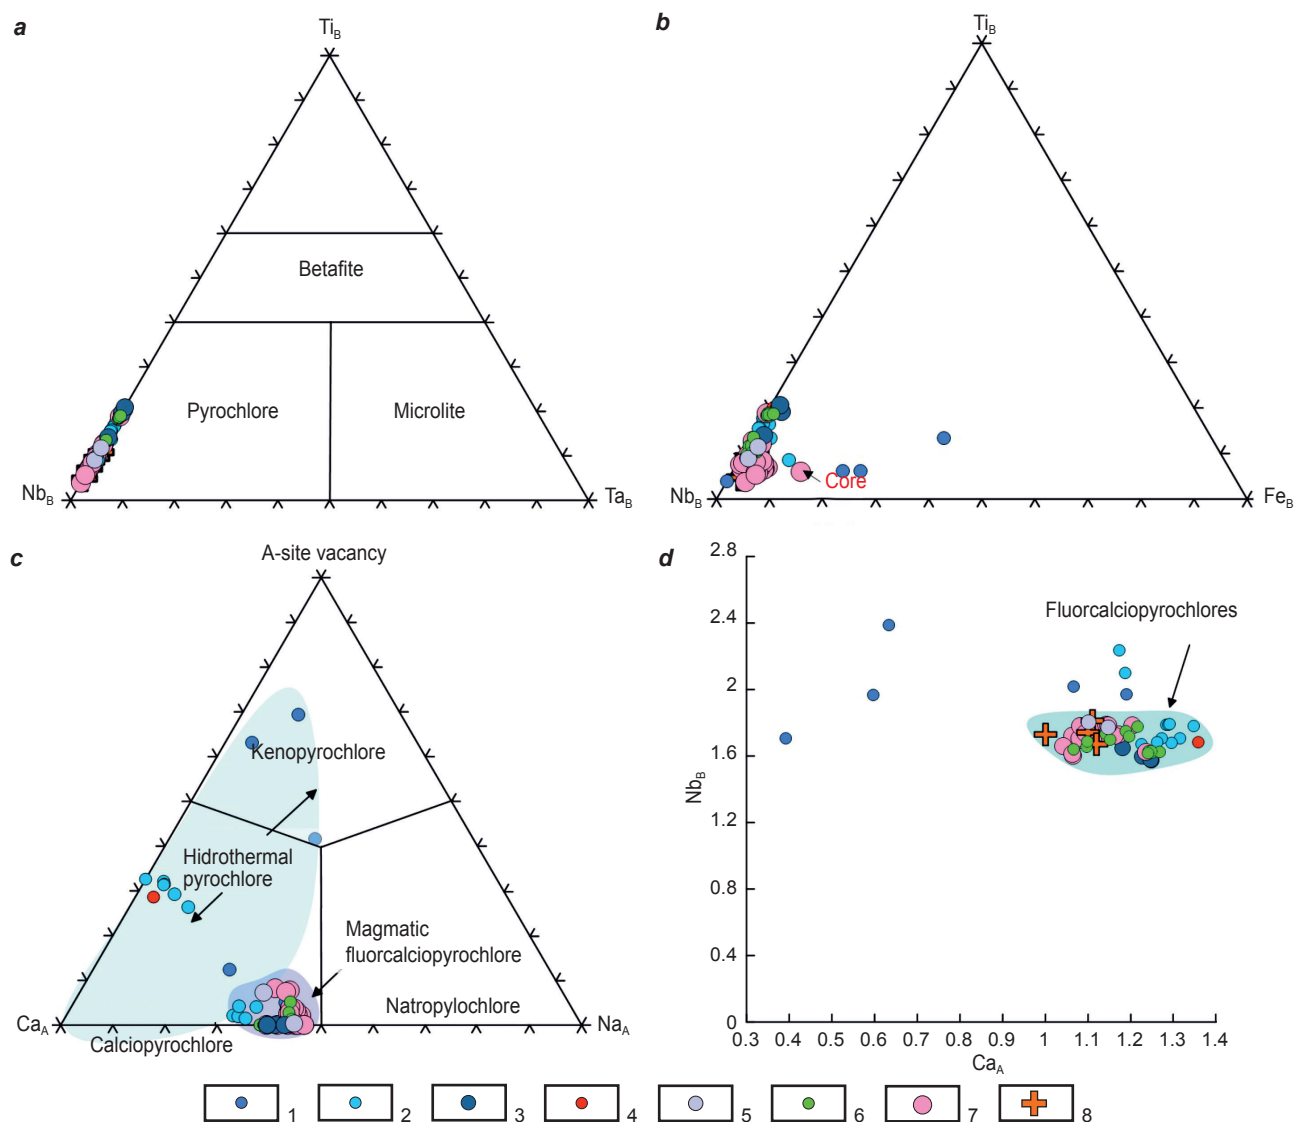 a
Ti_B
Betafite
Pyrochlore
Microlite
Nb_B
Ta_B
b
Ti_B
Core
Nb_B
Fe_B
c
A-site vacancy
Kenopyrochlore
Hidrothermal
pyrochlore
Magmatic
fluorcalciopyrochlore
Natropylochlore
Ca_A
Na_A
Calciopyrochlore
d
2.8
2.4
2
1.6
1.2
0.8
0.4
0
Nb_B
Fluorcalciopyrochlores
0.3 0.4 0.5 0.6 0.7 0.8 0.9 1 1.1 1.2 1.3 1.4
Ca_A
1 2 3 4 5 6 7 8